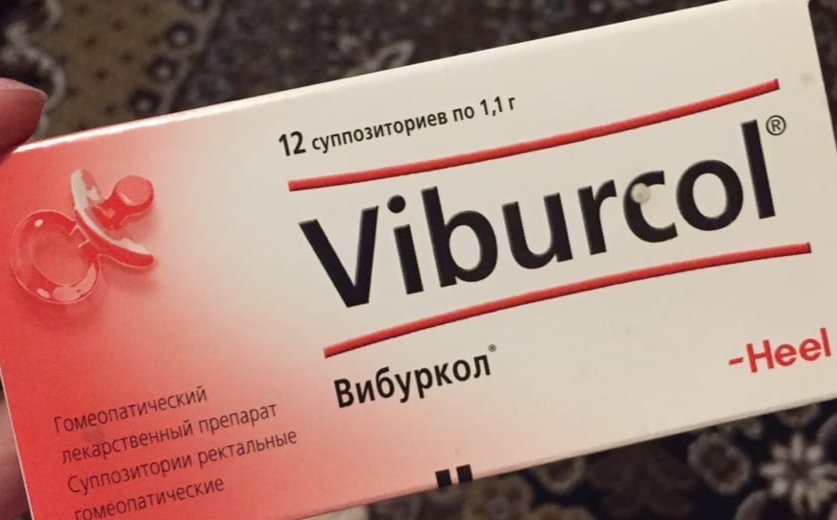 12 суппозиториев по 1,1 г
Viburcol®
Вибуркол®
-Heel
Гомеопатический
лекарственный препарат
Суппозитории ректальные
гомеопатические